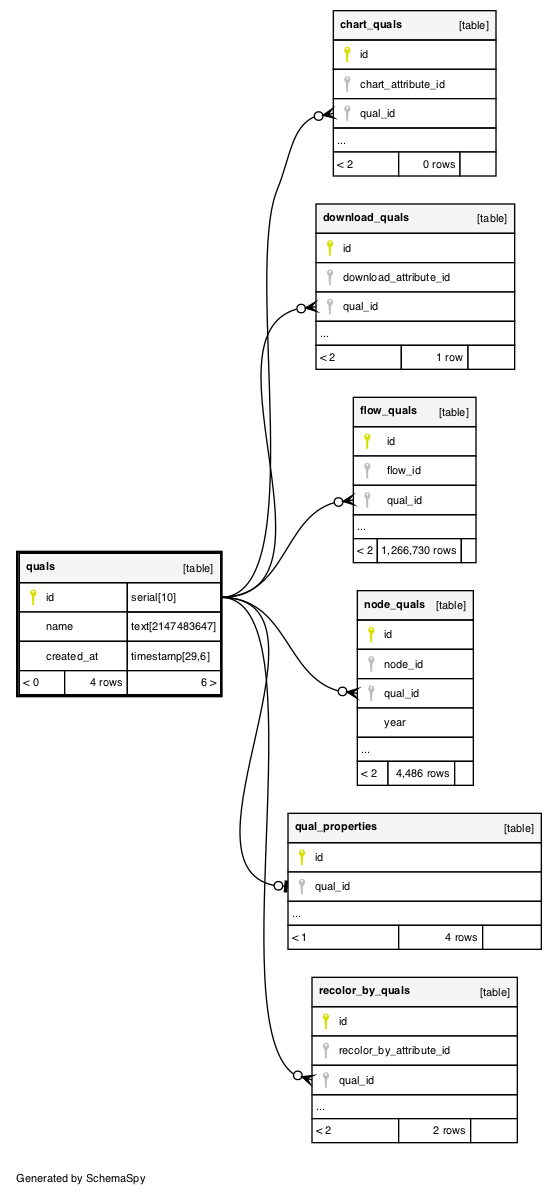 chart_quals [table]
id
chart_attribute_id
qual_id
...
< 2 0 rows
download_quals [table]
id
download_attribute_id
qual_id
...
< 2 1 row
flow_quals [table]
id
flow_id
qual_id
...
< 2 1,266,730 rows
quals [table]
id serial[10]
name text[2147483647]
created_at timestamp[29,6]
< 0 4 rows 6 >
node_quals [table]
id
node_id
qual_id
year
...
< 2 4,486 rows
qual_properties [table]
id
qual_id
...
< 1 4 rows
recolor_by_quals [table]
id
recolor_by_attribute_id
qual_id
...
< 2 2 rows
Generated by SchemaSpy